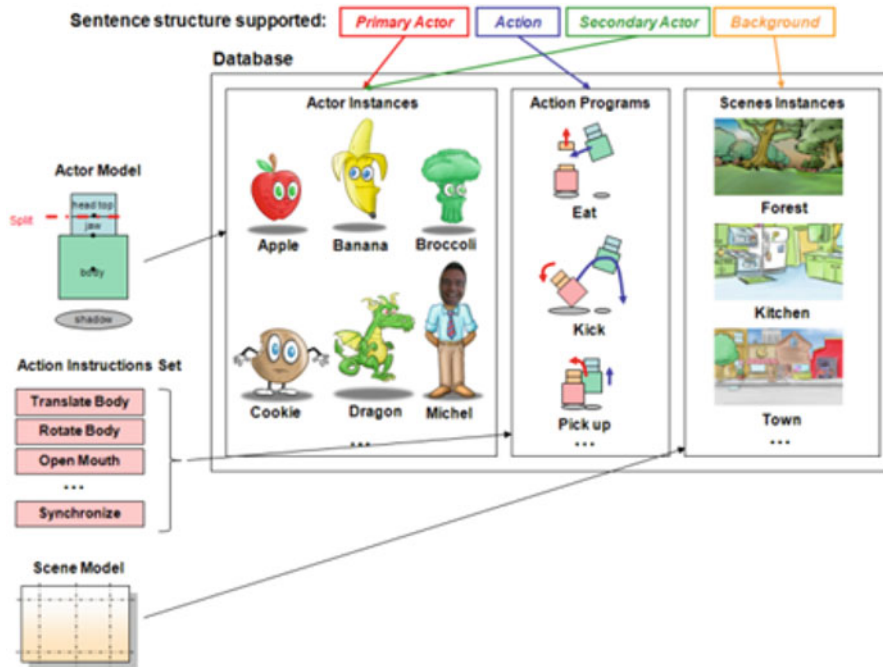 Sentence structure supported: Primary Actor Action Secondary Actor Background
Database
Actor Instances
Action Programs
Scenes Instances
Actor Model
Split
head top
jaw
body
shadow
Apple
Banana
Broccoli
Cookie
Dragon
Michel
...
Eat
Kick
Pick up
...
Forest
Kitchen
Town
...
Action Instructions Set
Translate Body
Rotate Body
Open Mouth
...
Synchronize
Scene Model